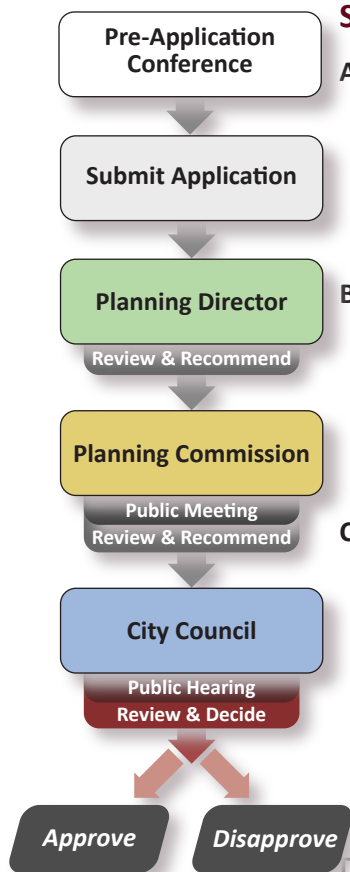 Pre-Application
Conference
S
A
Submit Application
Planning Director
B
Review & Recommend
Planning Commission
Public Meeting
Review & Recommend
C
City Council
Public Hearing
Review & Decide
Approve
Disapprove